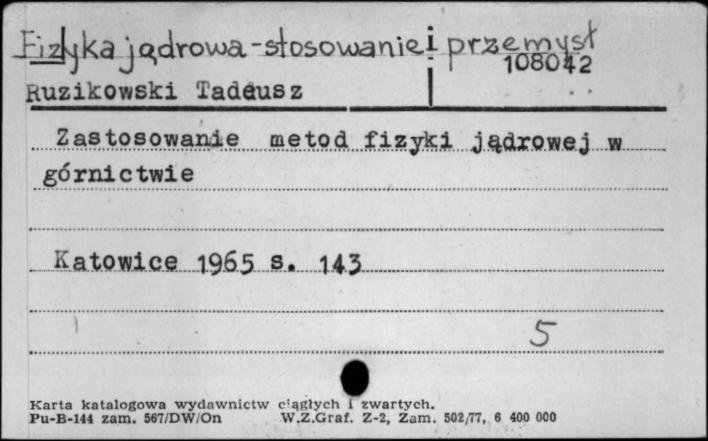 Fizyka jądrowa - stosowanie i przemysł
108042
Ruzikowski Tadeusz
Zastosowanie metod fizyki jądrowej w
górnictwie
Katowice 1965 s. 143
5
Karta katalogowa wydawnictw ciągłych i zwartych.
Pu-B-144 zam. 567/DW/On W.Z.Graf. Z-2, Zam. 502/77, 6 400 000